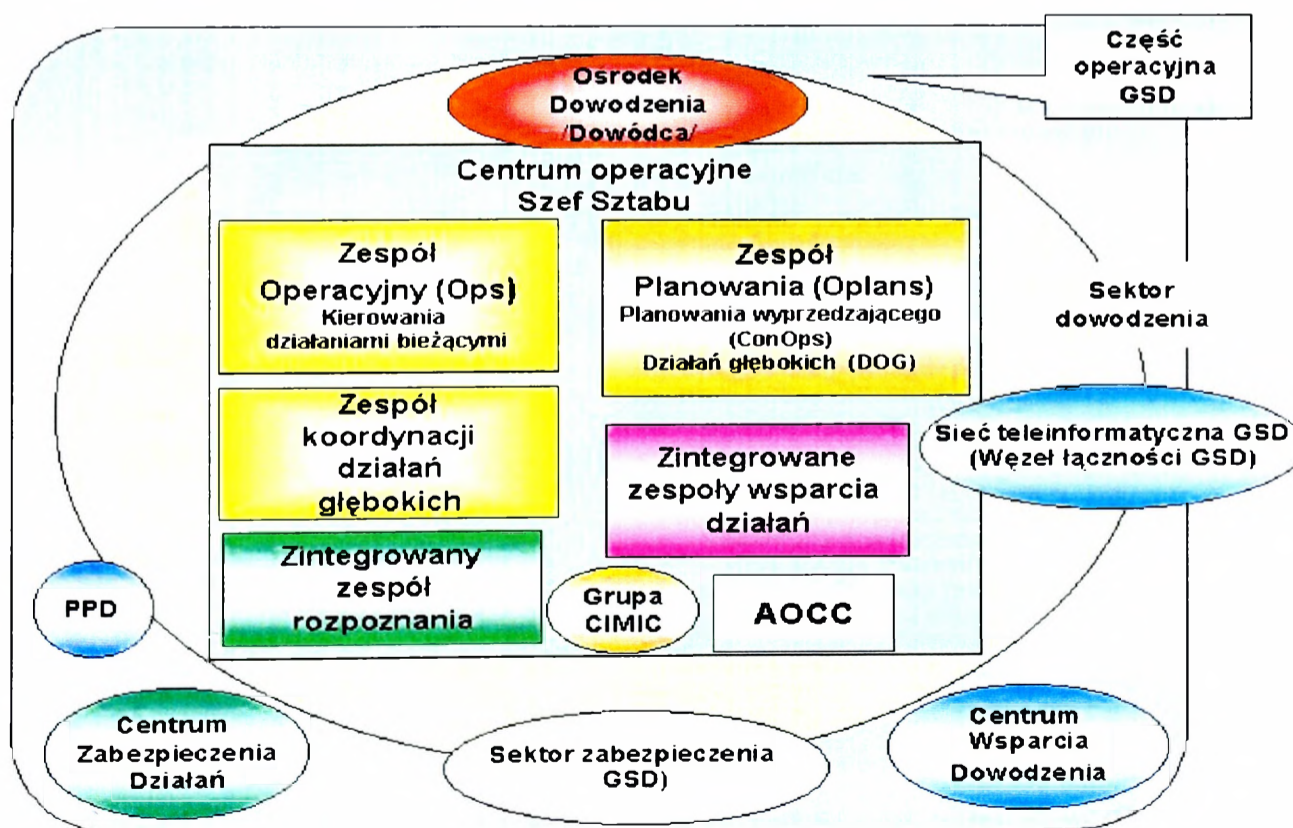 Część
operacyjna
GSD
Ośrodek
Dowodzenia
/Dowódca/
Centrum operacyjne
Szef Sztabu
Zespół
Operacyjny (Ops)
Kierowania
działaniami bieżącymi
Zespół
Planowania (Oplans)
Planowania wyprzedzającego
(ConOps)
Działań głębokich (DOG)
Sektor
dowodzenia
Zespół
koordynacji
działań
głębokich
Zintegrowane
zespoły wsparcia
działań
Sieć teleinformatyczna GSD
(Węzeł łączności GSD)
Zintegrowany
zespół
rozpoznania
Grupa
CIMIC
AOCC
PPD
Centrum
Zabezpieczenia
Działań
Sektor zabezpieczenia
GSD)
Centrum
Wsparcia
Dowodzenia